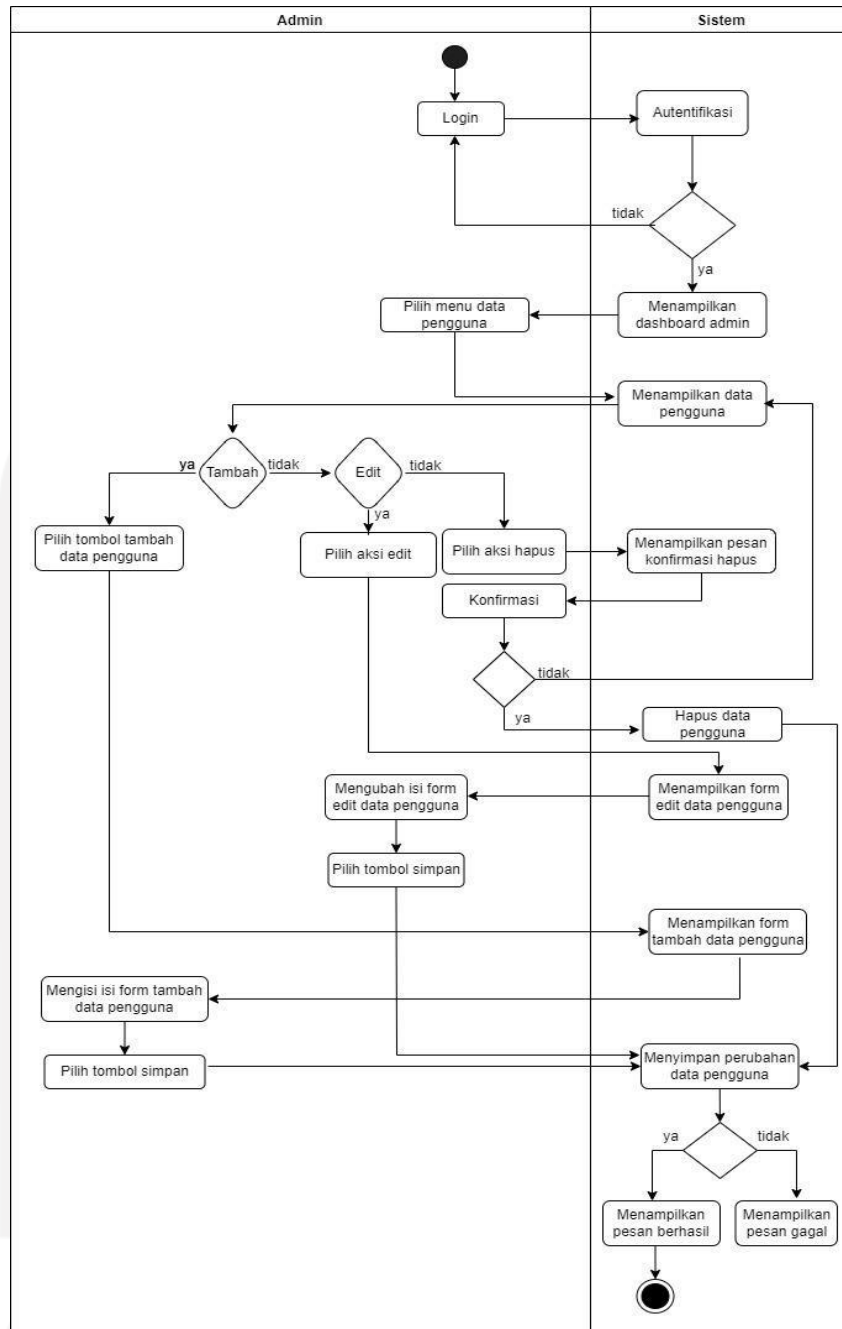 Admin
Sistem
Login
Autentifikasi
tidak
ya
Pilih menu data
pengguna
Menampilkan
dashboard admin
Menampilkan data
pengguna
ya
Tambah
tidak
Edit
tidak
ya
Pilih tombol tambah
data pengguna
Pilih aksi edit
Pilih aksi hapus
Menampilkan pesan
konfirmasi hapus
Konfirmasi
tidak
ya
Hapus data
pengguna
Mengubah isi form
edit data pengguna
Menampilkan form
edit data pengguna
Pilih tombol simpan
Menampilkan form
tambah data pengguna
Mengisi isi form tambah
data pengguna
Pilih tombol simpan
Menyimpan perubahan
data pengguna
ya
tidak
Menampilkan
pesan berhasil
Menampilkan
pesan gagal